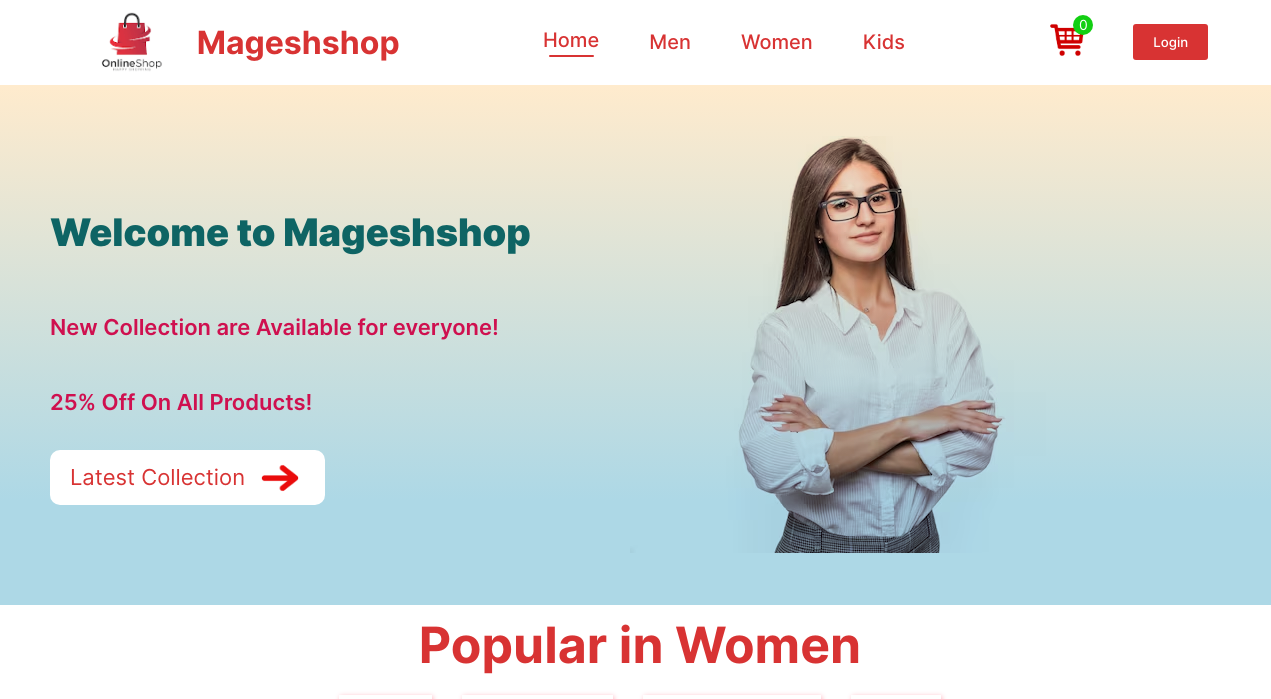 OnlineShop
Mageshshop
Home
Men
Women
Kids
0
Login
Welcome to Mageshshop
New Collection are Available for everyone!
25% Off On All Products!
Latest Collection
Popular in Women